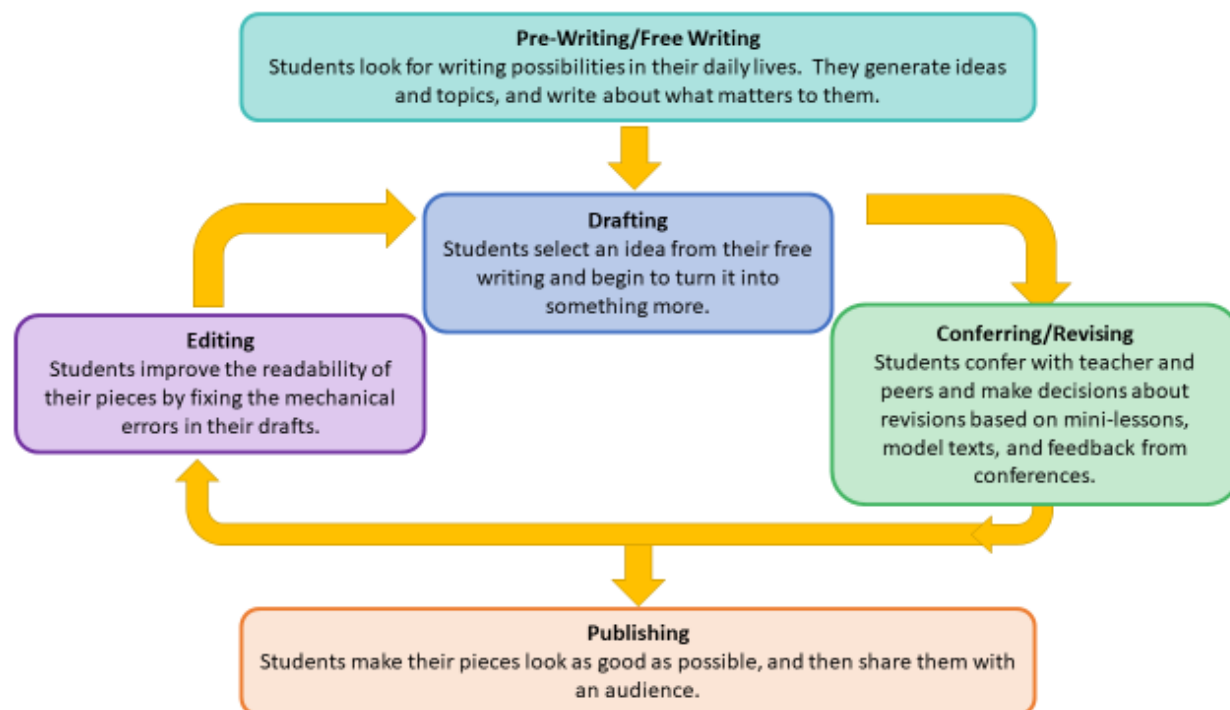 Pre-Writing/Free Writing
Students look for writing possibilities in their daily lives.  They generate ideas
and topics, and write about what matters to them.
Drafting
Students select an idea from their free
writing and begin to turn it into
something more.
Editing
Students improve the readability of
their pieces by fixing the mechanical
errors in their drafts.
Conferring/Revising
Students confer with teacher and
peers and make decisions about
revisions based on mini-lessons,
model texts, and feedback from
conferences.
Publishing
Students make their pieces look as good as possible, and then share them with
an audience.